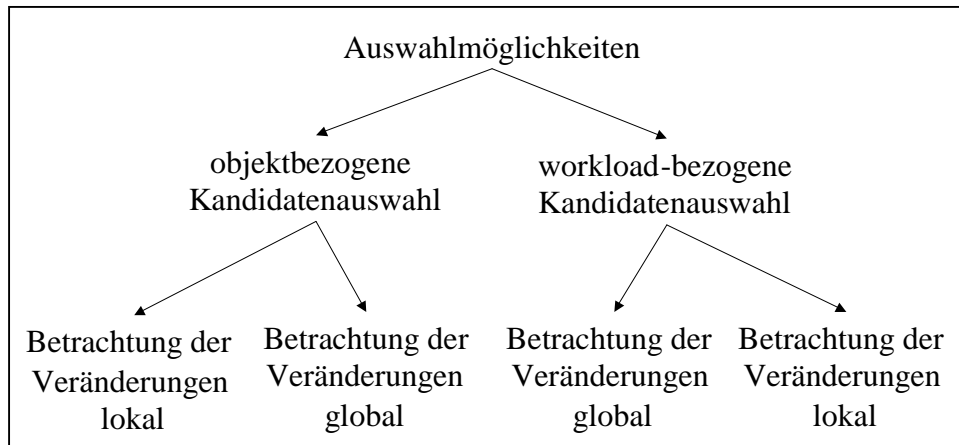 Auswahlmöglichkeiten
objektbezogene
Kandidatenauswahl
workload-bezogene
Kandidatenauswahl
Betrachtung der
Veränderungen
lokal
Betrachtung der
Veränderungen
global
Betrachtung der
Veränderungen
global
Betrachtung der
Veränderungen
lokal